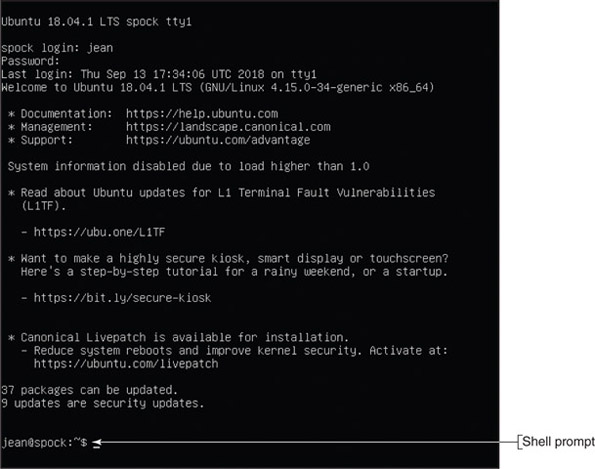 Ubuntu 18.04.1 LTS spock tty1
spock login: jean
Password:
Last login: Thu Sep 13 17:34:06 UTC 2018 on tty1
Welcome to Ubuntu 18.04.1 LTS (GNU/Linux 4.15.0-34-generic x86_64)
* Documentation: https://help.ubuntu.com
* Management: https://landscape.canonical.com
* Support: https://ubuntu.com/advantage
System information disabled due to load higher than 1.0
* Read about Ubuntu updates for L1 Terminal Fault Vulnerabilities
(L1TF).
- https://ubu.one/L1TF
* Want to make a highly secure kiosk, smart display or touchscreen?
Here's a step-by-step tutorial for a rainy weekend, or a startup.
- https://bit.ly/secure-kiosk
* Canonical Livepatch is available for installation.
- Reduce system reboots and improve kernel security. Activate at:
https://ubuntu.com/livepatch
37 packages can be updated.
9 updates are security updates.
jean@spock:~$ _
Shell prompt